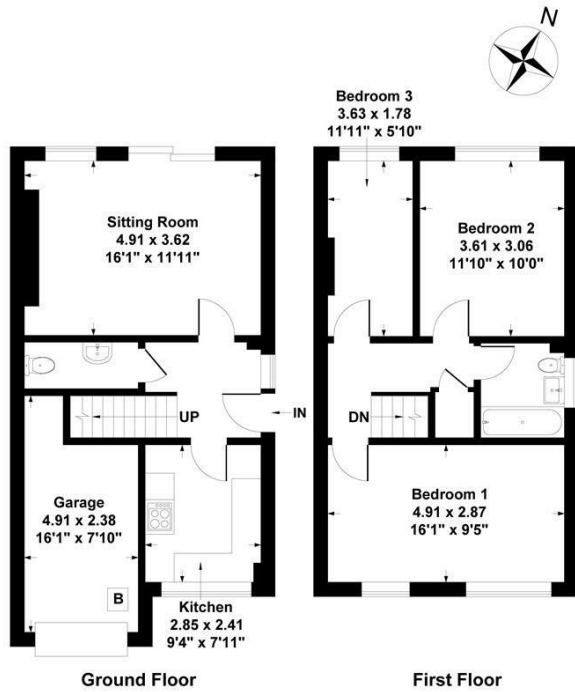 N
Bedroom 3
3.63 x 1.78
11'11" x 5'10"
Sitting Room
4.91 x 3.62
16'1" x 11'11"
Bedroom 2
3.61 x 3.06
11'10" x 10'0"
UP
IN
DN
Garage
4.91 x 2.38
16'1" x 7'10"
B
Kitchen
2.85 x 2.41
9'4" x 7'11"
Bedroom 1
4.91 x 2.87
16'1" x 9'5"
Ground Floor
First Floor